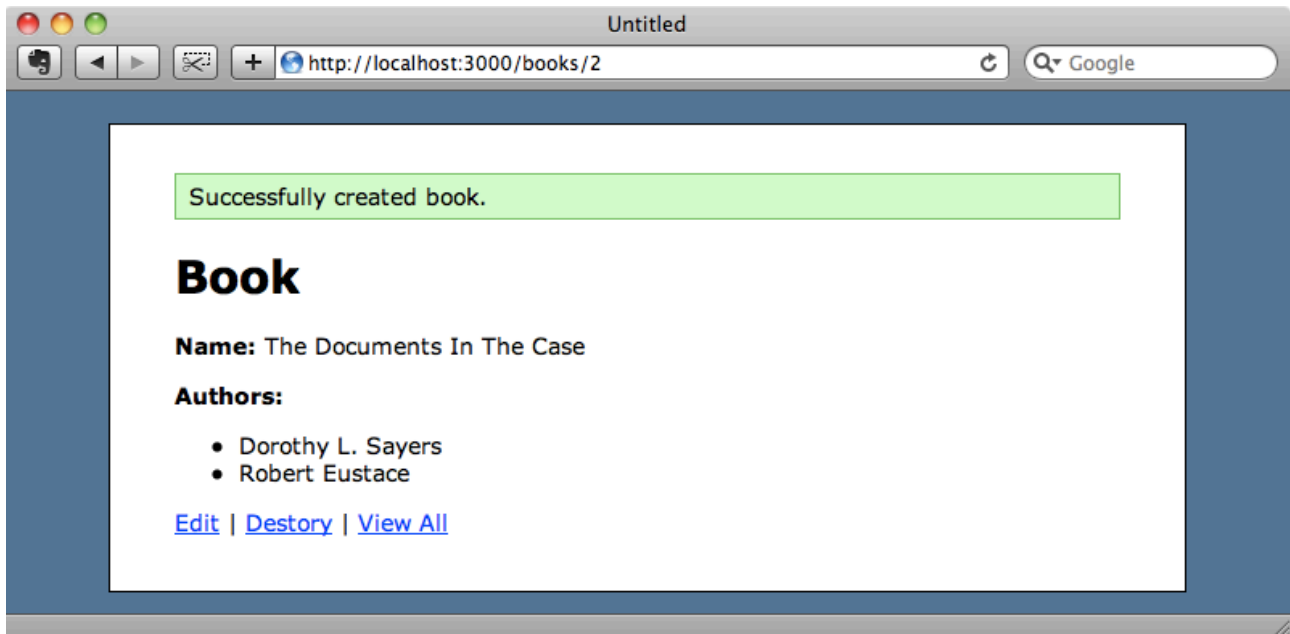 Untitled
http://localhost:3000/books/2
Google
Successfully created book.
Book
Name: The Documents In The Case
Authors:
• Dorothy L. Sayers
• Robert Eustace
Edit | Destory | View All